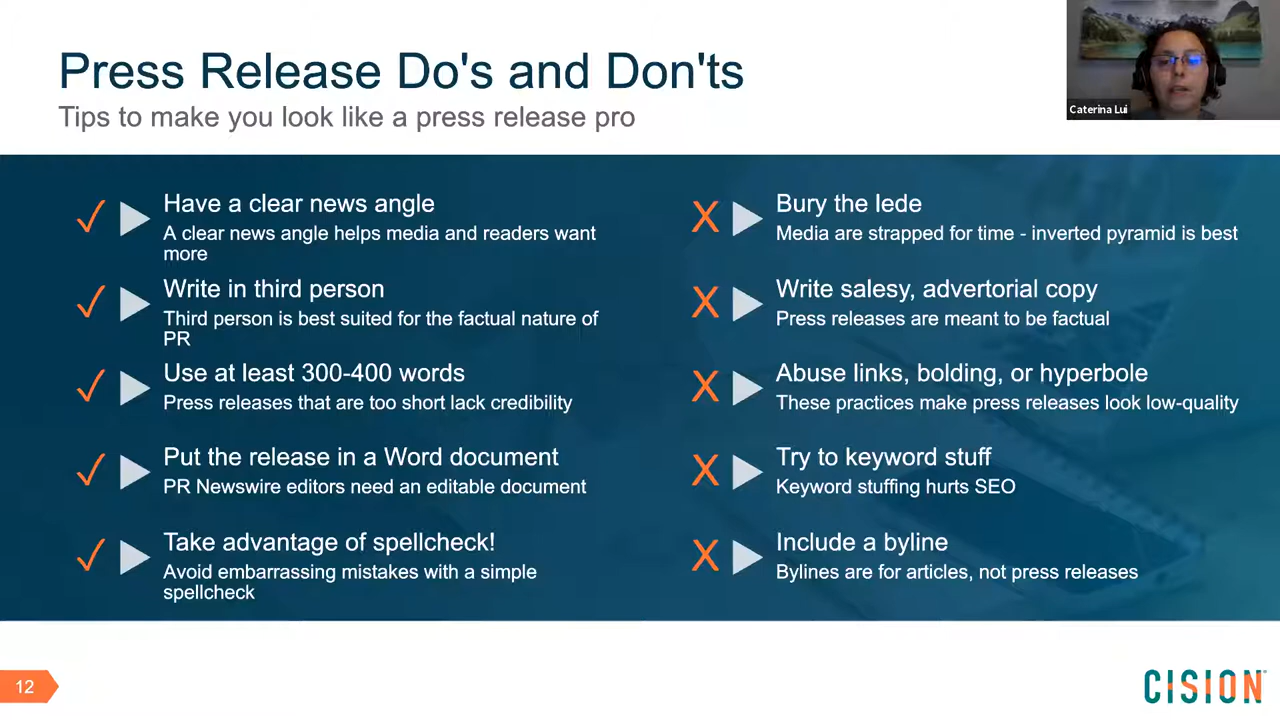 Press Release Do's and Don'ts
Tips to make you look like a press release pro
Caterina Lui
✓ Have a clear news angle
A clear news angle helps media and readers want
more
✓ Write in third person
Third person is best suited for the factual nature of
PR
✓ Use at least 300-400 words
Press releases that are too short lack credibility
✓ Put the release in a Word document
PR Newswire editors need an editable document
✓ Take advantage of spellcheck!
Avoid embarrassing mistakes with a simple
spellcheck
X Bury the lede
Media are strapped for time - inverted pyramid is best
X Write salesy, advertorial copy
Press releases are meant to be factual
X Abuse links, bolding, or hyperbole
These practices make press releases look low-quality
X Try to keyword stuff
Keyword stuffing hurts SEO
X Include a byline
Bylines are for articles, not press releases
12
CISION